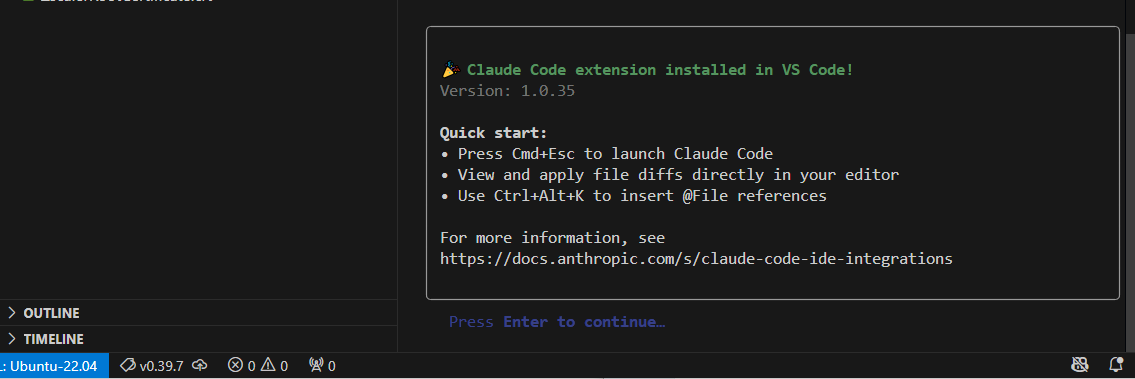 🎉 Claude Code extension installed in VS Code!
Version: 1.0.35
Quick start:
• Press Cmd+Esc to launch Claude Code
• View and apply file diffs directly in your editor
• Use Ctrl+Alt+K to insert @File references
For more information, see
https://docs.anthropic.com/s/claude-code-ide-integrations
Press Enter to continue…
OUTLINE
TIMELINE
: Ubuntu-22.04 v0.39.7 0 0 0